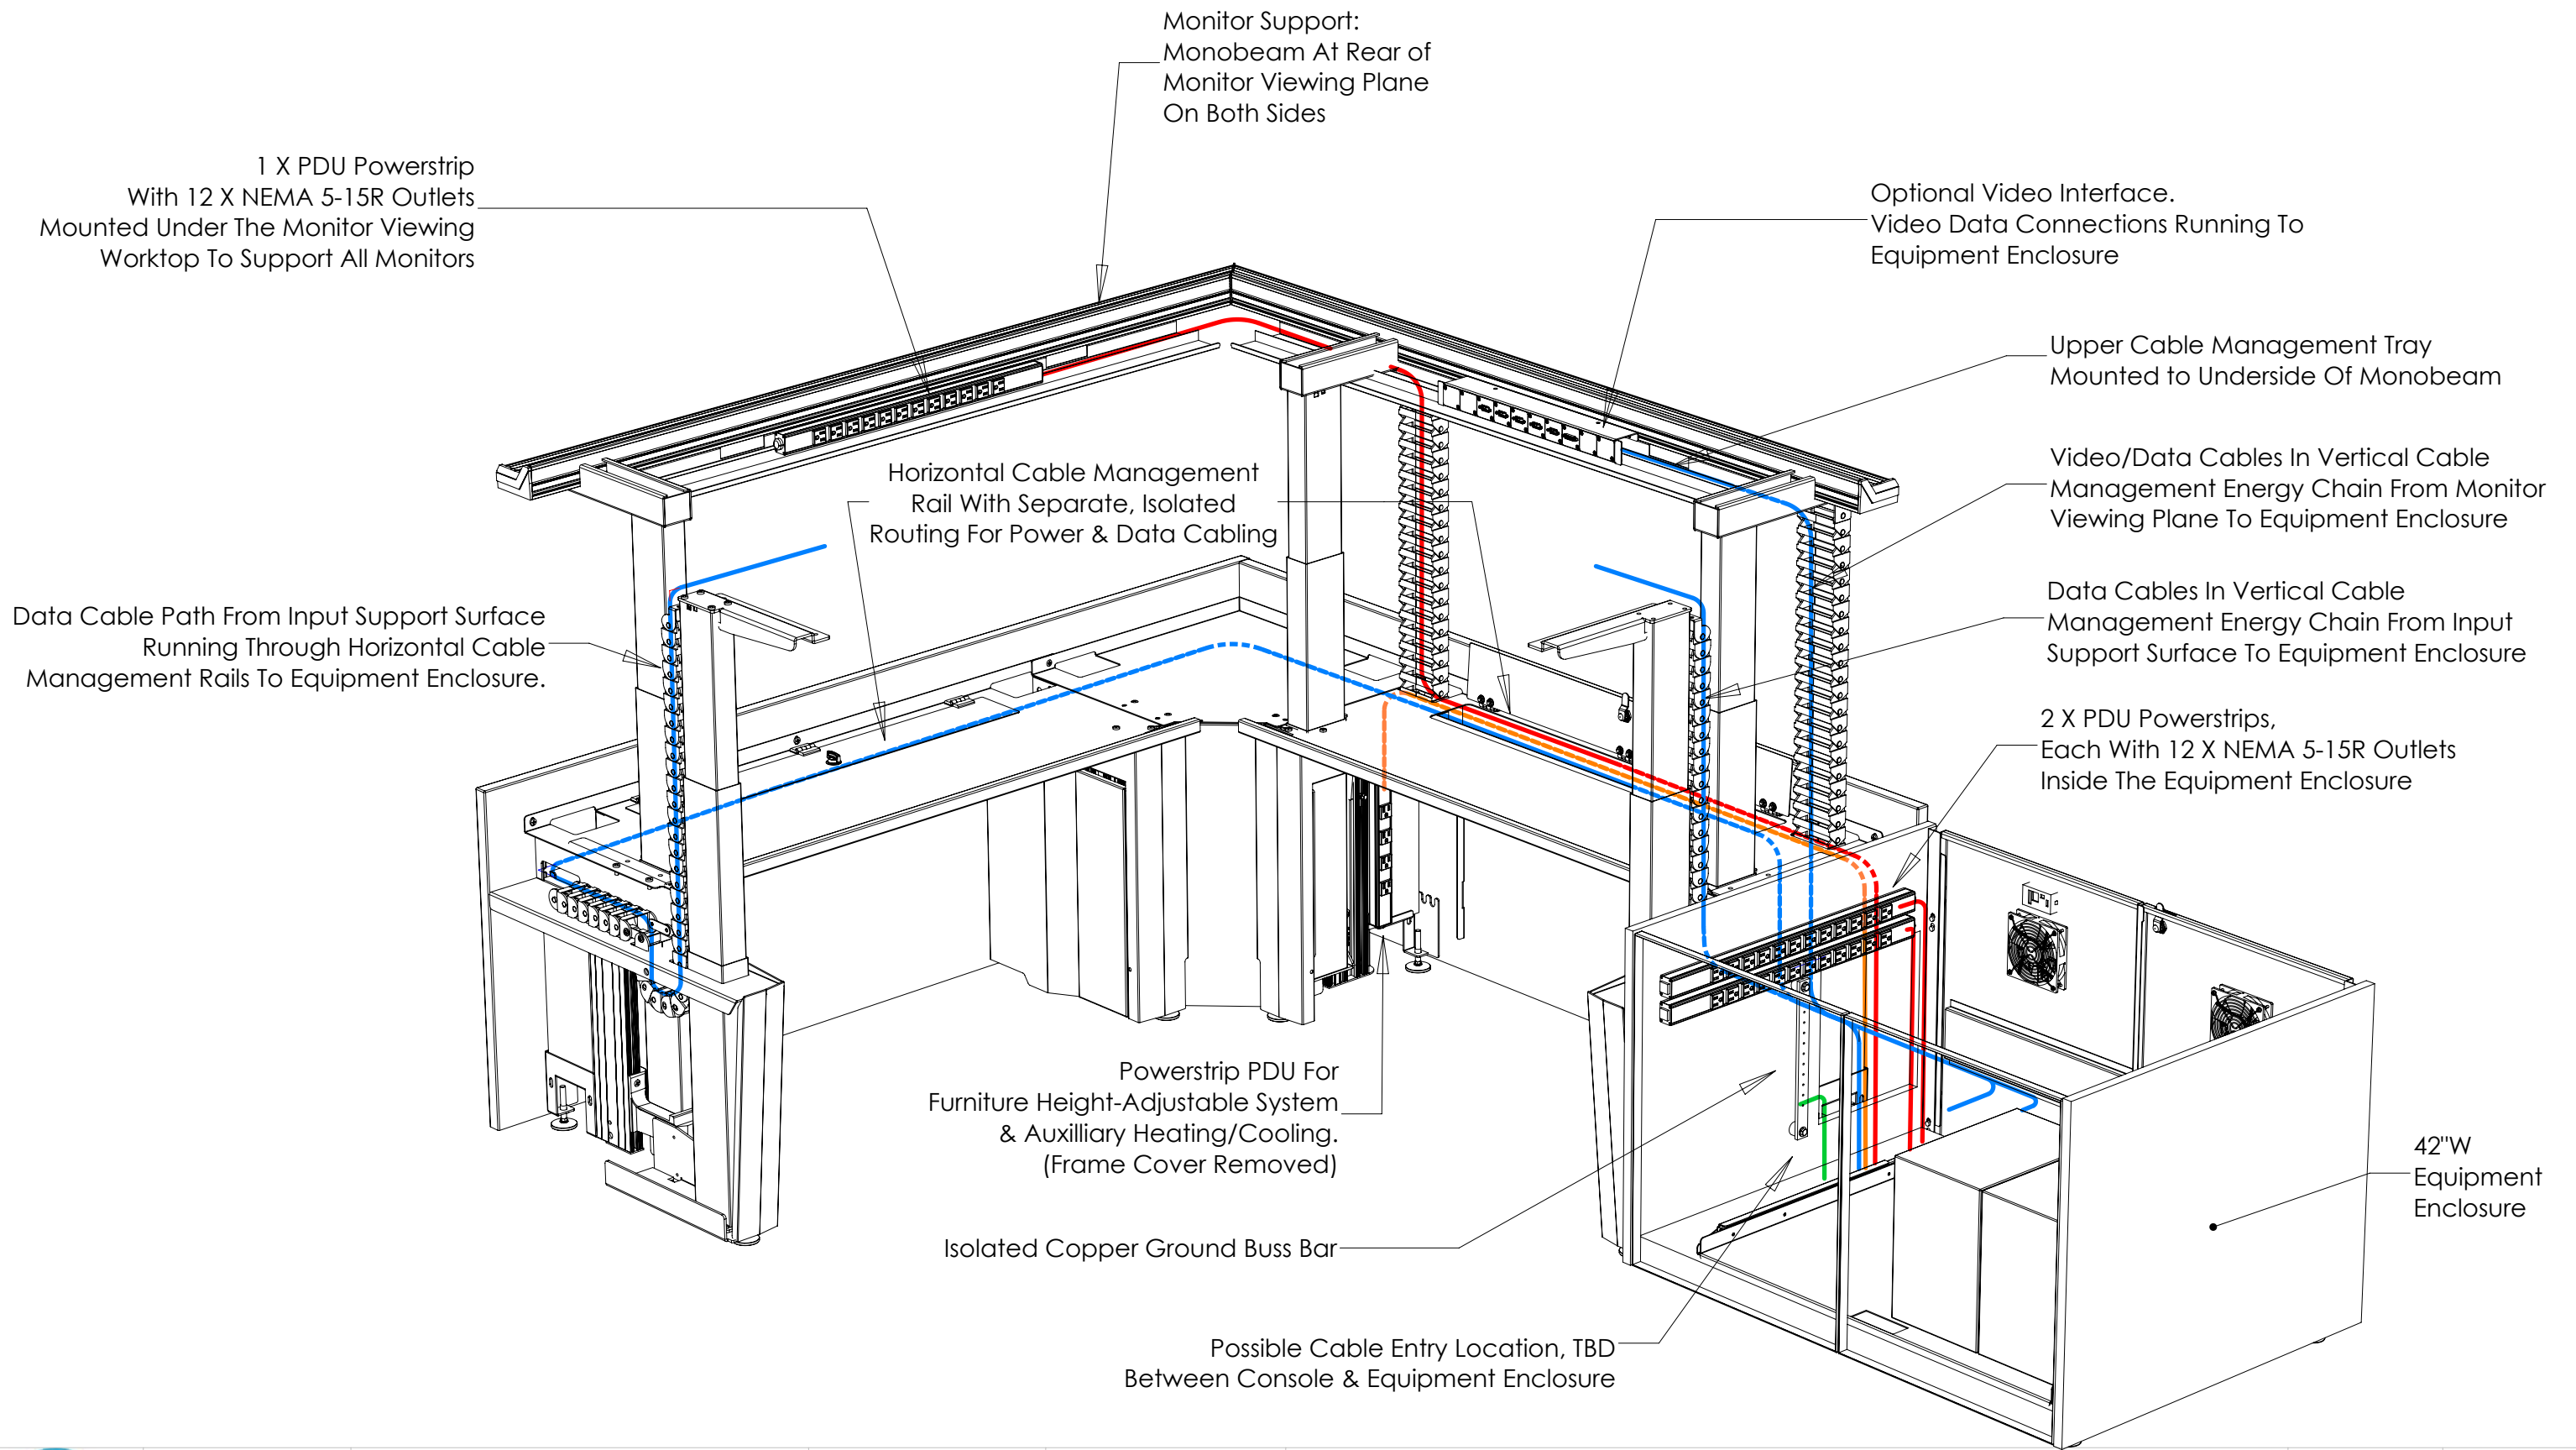 Monitor Support:
Monobeam At Rear of
Monitor Viewing Plane
On Both Sides
1 X PDU Powerstrip
With 12 X NEMA 5-15R Outlets
Mounted Under The Monitor Viewing
Worktop To Support All Monitors
Optional Video Interface.
Video Data Connections Running To
Equipment Enclosure
Upper Cable Management Tray
Mounted to Underside Of Monobeam
Horizontal Cable Management
Rail With Separate, Isolated
Routing For Power & Data Cabling
Video/Data Cables In Vertical Cable
Management Energy Chain From Monitor
Viewing Plane To Equipment Enclosure
Data Cable Path From Input Support Surface
Running Through Horizontal Cable
Management Rails To Equipment Enclosure.
Data Cables In Vertical Cable
Management Energy Chain From Input
Support Surface To Equipment Enclosure
2 X PDU Powerstrips,
Each With 12 X NEMA 5-15R Outlets
Inside The Equipment Enclosure
Powerstrip PDU For
Furniture Height-Adjustable System
& Auxilliary Heating/Cooling.
(Frame Cover Removed)
42"W
Equipment
Enclosure
Isolated Copper Ground Buss Bar
Possible Cable Entry Location, TBD
Between Console & Equipment Enclosure